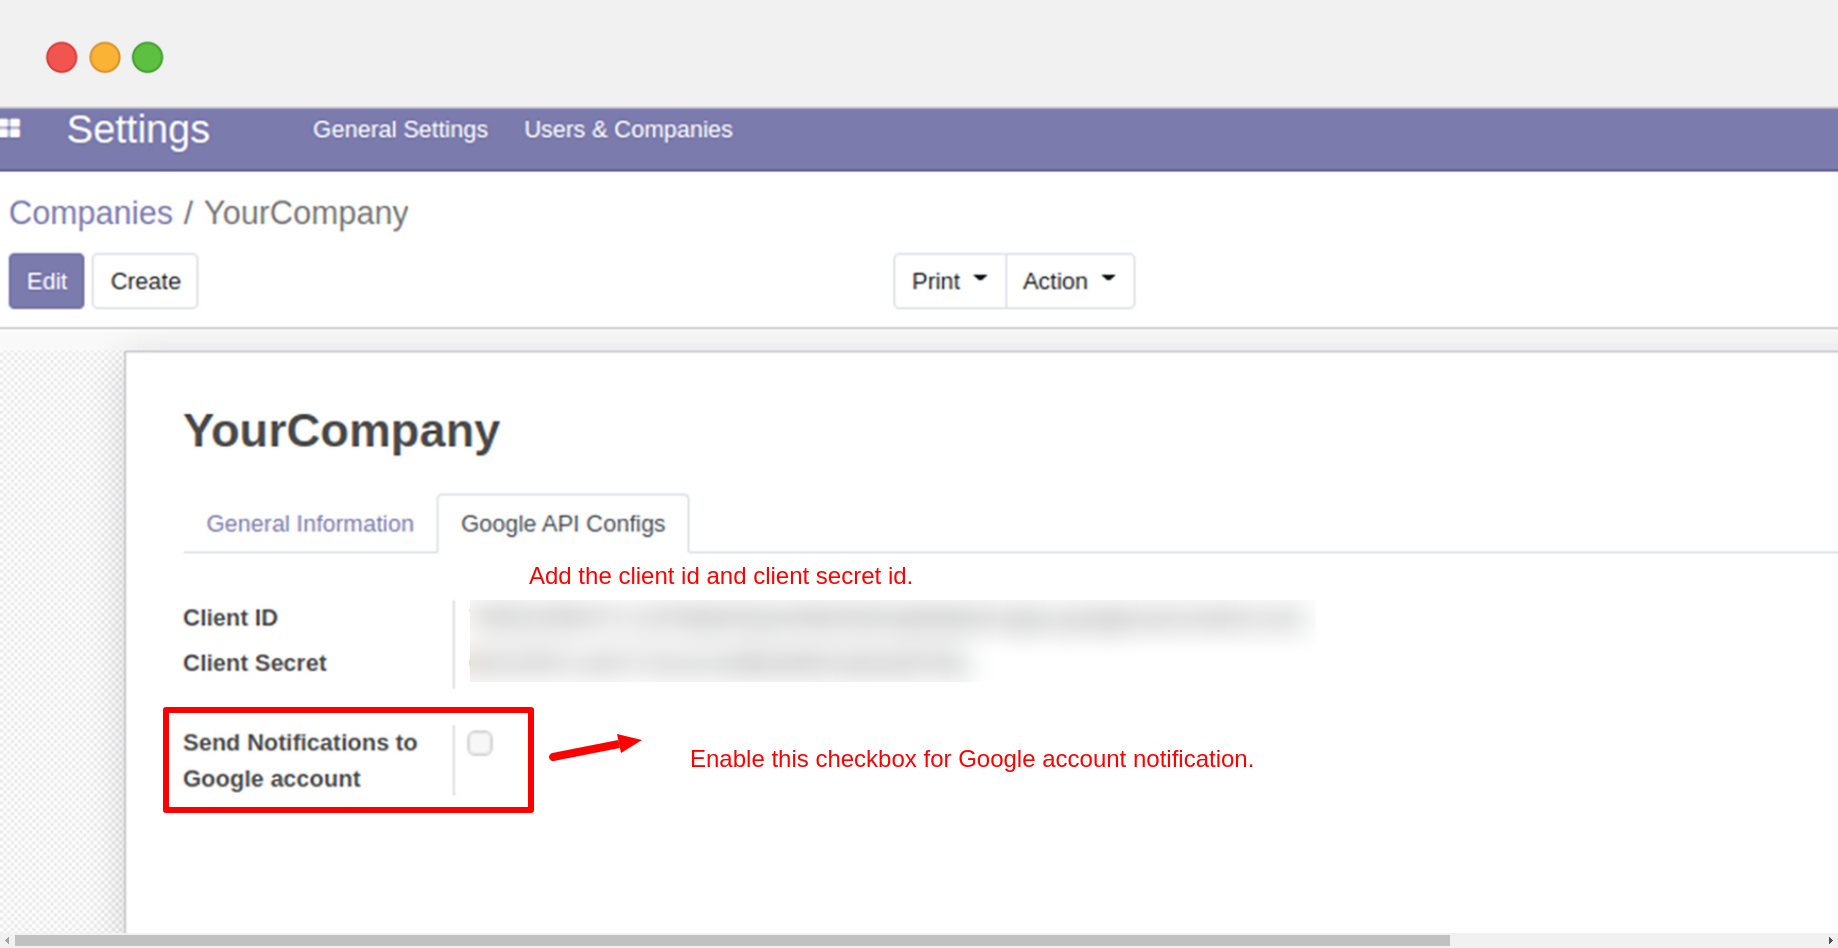 Settings General Settings Users & Companies
Companies / YourCompany
Edit Create Print Action
YourCompany
General Information Google API Configs
Add the client id and client secret id.
Client ID
Client Secret
Send Notifications to
Google account
Enable this checkbox for Google account notification.